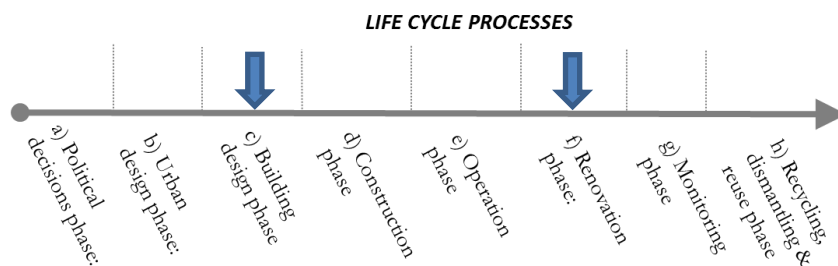 LIFE CYCLE PROCESSES
a) Political
decisions phase:
b) Urban
design phase:
c) Building
design phase
d) Construction
phase
e) Operation
phase
f) Renovation
phase:
g) Monitoring
phase
h) Recycling,
dismantling &
reuse phase